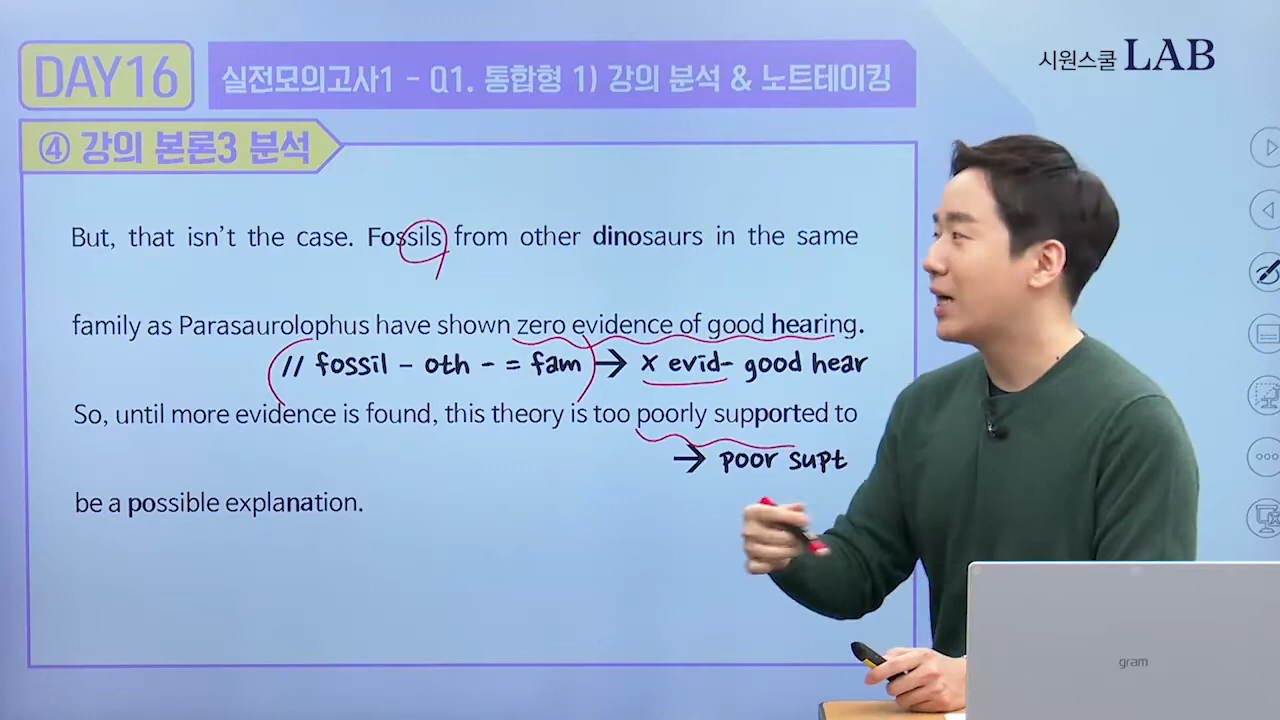 DAY16
실전모의고사1 - Q1. 통합형 1) 강의 분석 & 노트테이킹
시원스쿨 LAB
④ 강의 본론3 분석
But, that isn't the case. Fossils from other dinosaurs in the same
family as Parasaurolophus have shown zero evidence of good hearing.
// fossil - oth - = fam → x evid- good hear
So, until more evidence is found, this theory is too poorly supported to
→ poor supt
be a possible explanation.
gram